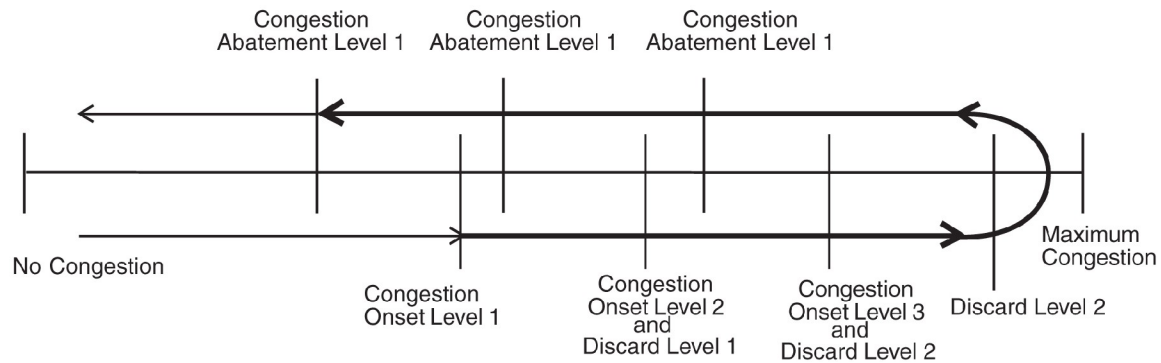 Congestion
Abatement Level 1
Congestion
Abatement Level 1
Congestion
Abatement Level 1
No Congestion
Congestion
Onset Level 1
Congestion
Onset Level 2
and
Discard Level 1
Congestion
Onset Level 3
and
Discard Level 2
Discard Level 2
Maximum
Congestion